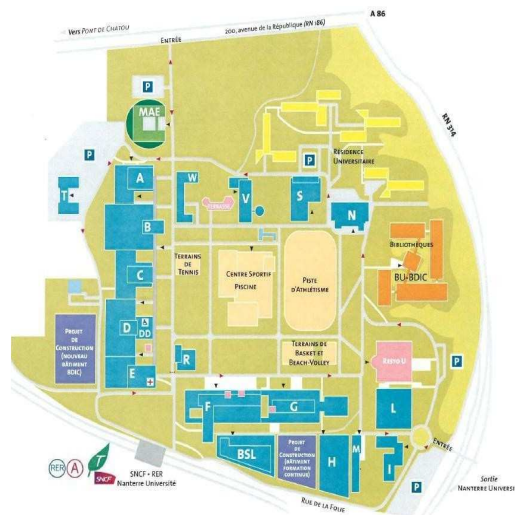 A 86
Vers PONT DE CHATOU
200, avenue de la République (RN 186)
ENTRÉE
P
MAE
RN 314
P
P
RÉSIDENCE
UNIVERSITAIRE
A
W
T
V
S
N
B
BIBLIOTHÈQUES
BU-BDIC
TERRAINS
DE
TENNIS
CENTRE SPORTIF
PISCINE
PISTE
D'ATHLÉTISME
C
D
DD
PROJET
DE
CONSTRUCTION
(NOUVEAU
BÂTIMENT
BDIC)
TERRAINS DE
BASKET ET
BEACH-VOLLEY
R
E
P
F
G
L
ENTRÉE
BSL
PROJET
DE
CONSTRUCTION
(BÂTIMENT
FORMATION
CONTINUE)
H
M
I
RER
A
T
SNCF
SNCF + RER
Nanterre Université
P
Sortie
NANTERRE UNIVERSI
RUE DE LA FOLIE